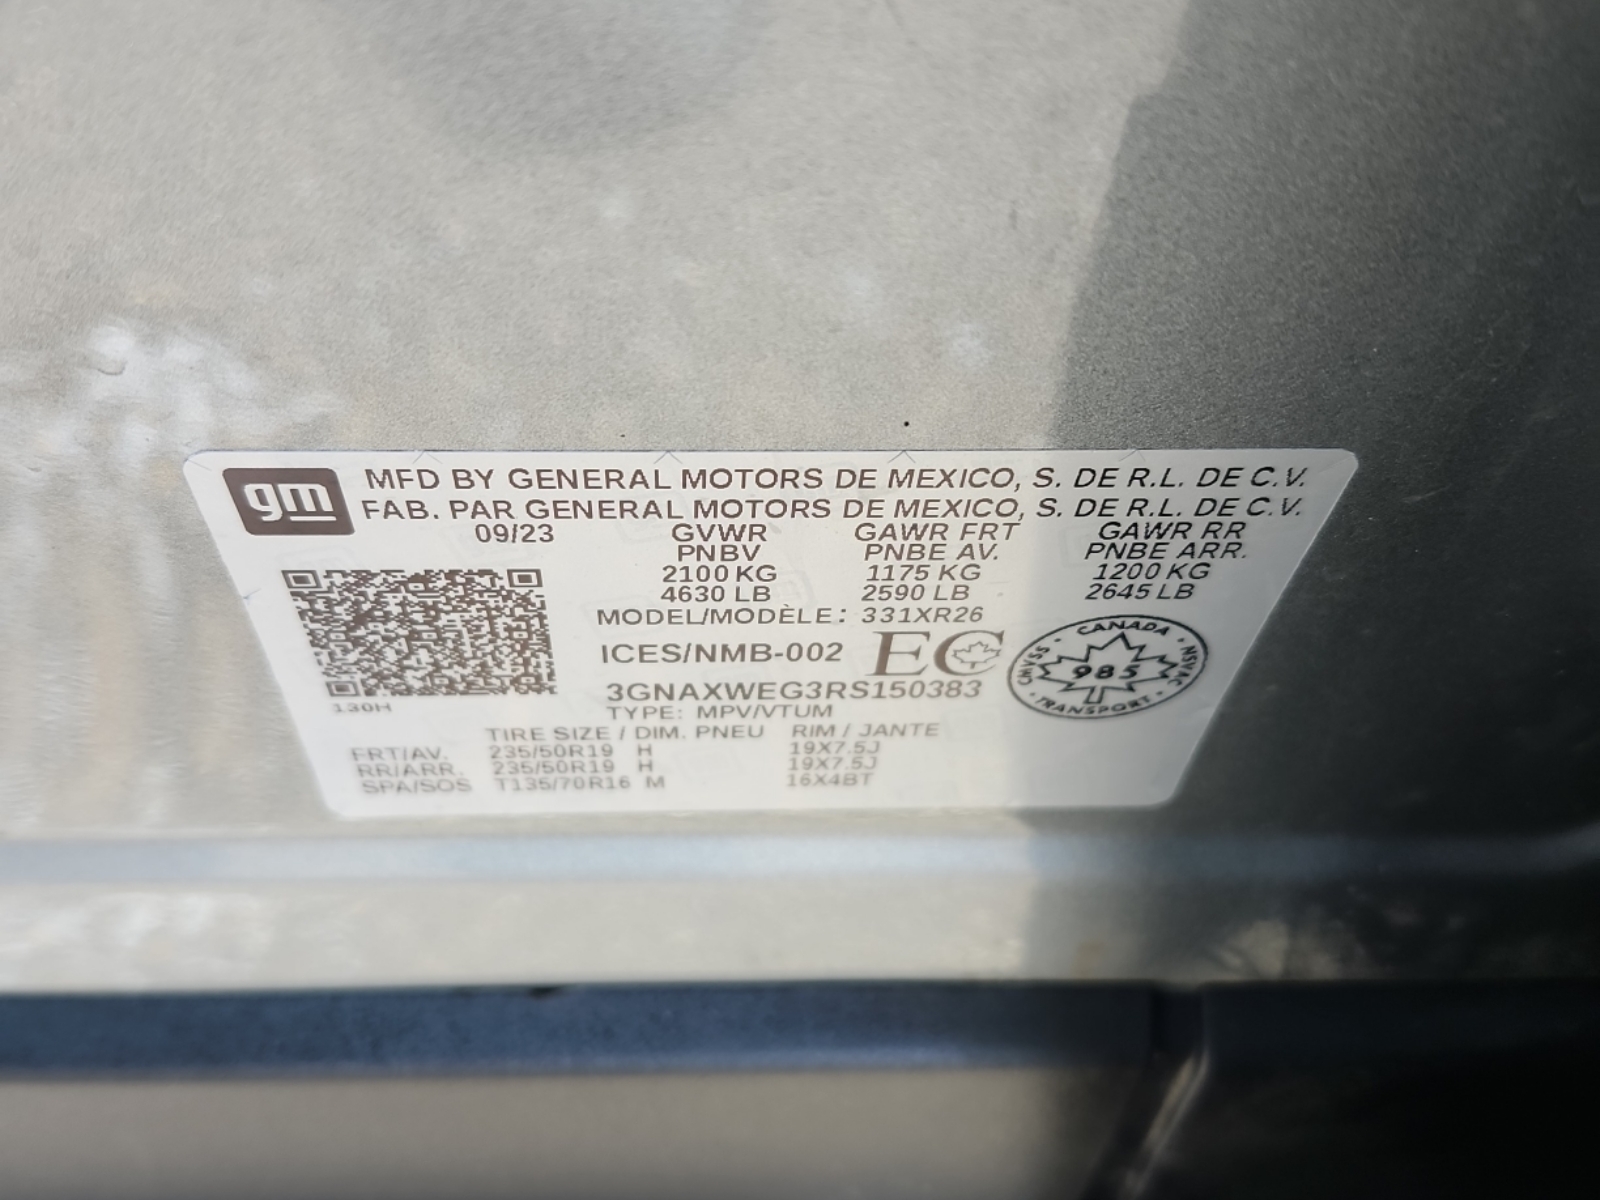 gm
MFD BY GENERAL MOTORS DE MEXICO, S. DE R.L. DE C.V.
FAB. PAR GENERAL MOTORS DE MEXICO, S. DE R.L. DE C.V.
09/23 GVWR GAWR FRT GAWR RR
PNBV PNBE AV. PNBE ARR.
2100 KG 1175 KG 1200 KG
4630 LB 2590 LB 2645 LB
MODEL/MODÈLE: 331XR26
ICES/NMB-002 EC
3GNAXWEG3RS150383
130H
TYPE: MPV/VTUM
CANADA
CMVSS 985 NSVAC
TRANSPORT
TIRE SIZE / DIM. PNEU RIM / JANTE
FRT/AV. 235/50R19 H 19X7.5J
RR/ARR. 235/50R19 H 19X7.5J
SPA/SOS T135/70R16 M 16X4BT